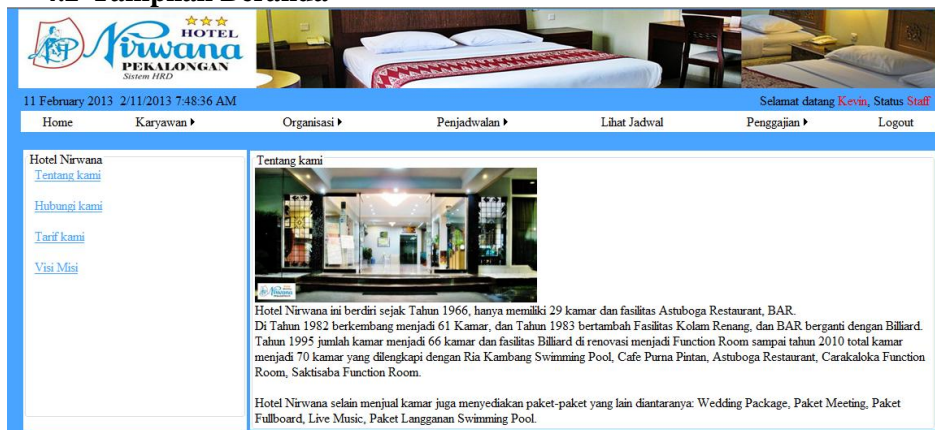 4.2 Tampilan Beranda
HOTEL
Nirwana
PEKALONGAN
Sistem HRD
11 February 2013 2/11/2013 7:48:36 AM
Selamat datang Kevin, Status Staff
Home Karyawan Organisasi Penjadwalan Lihat Jadwal Penggajian Logout
Hotel Nirwana
Tentang kami
Hubungi kami
Tarif kami
Visi Misi
Tentang kami
Nirwana
Hotel Nirwana ini berdiri sejak Tahun 1966, hanya memiliki 29 kamar dan fasilitas Astuboga Restaurant, BAR.
Di Tahun 1982 berkembang menjadi 61 Kamar, dan Tahun 1983 bertambah Fasilitas Kolam Renang, dan BAR berganti dengan Billiard.
Tahun 1995 jumlah kamar menjadi 66 kamar dan fasilitas Billiard di renovasi menjadi Function Room sampai tahun 2010 total kamar
menjadi 70 kamar yang dilengkapi dengan Ria Kambang Swimming Pool, Cafe Purna Pintan, Astuboga Restaurant, Carakaloka Function
Room, Saktisaba Function Room.
Hotel Nirwana selain menjual kamar juga menyediakan paket-paket yang lain diantaranya: Wedding Package, Paket Meeting, Paket
Fullboard, Live Music, Paket Langganan Swimming Pool.